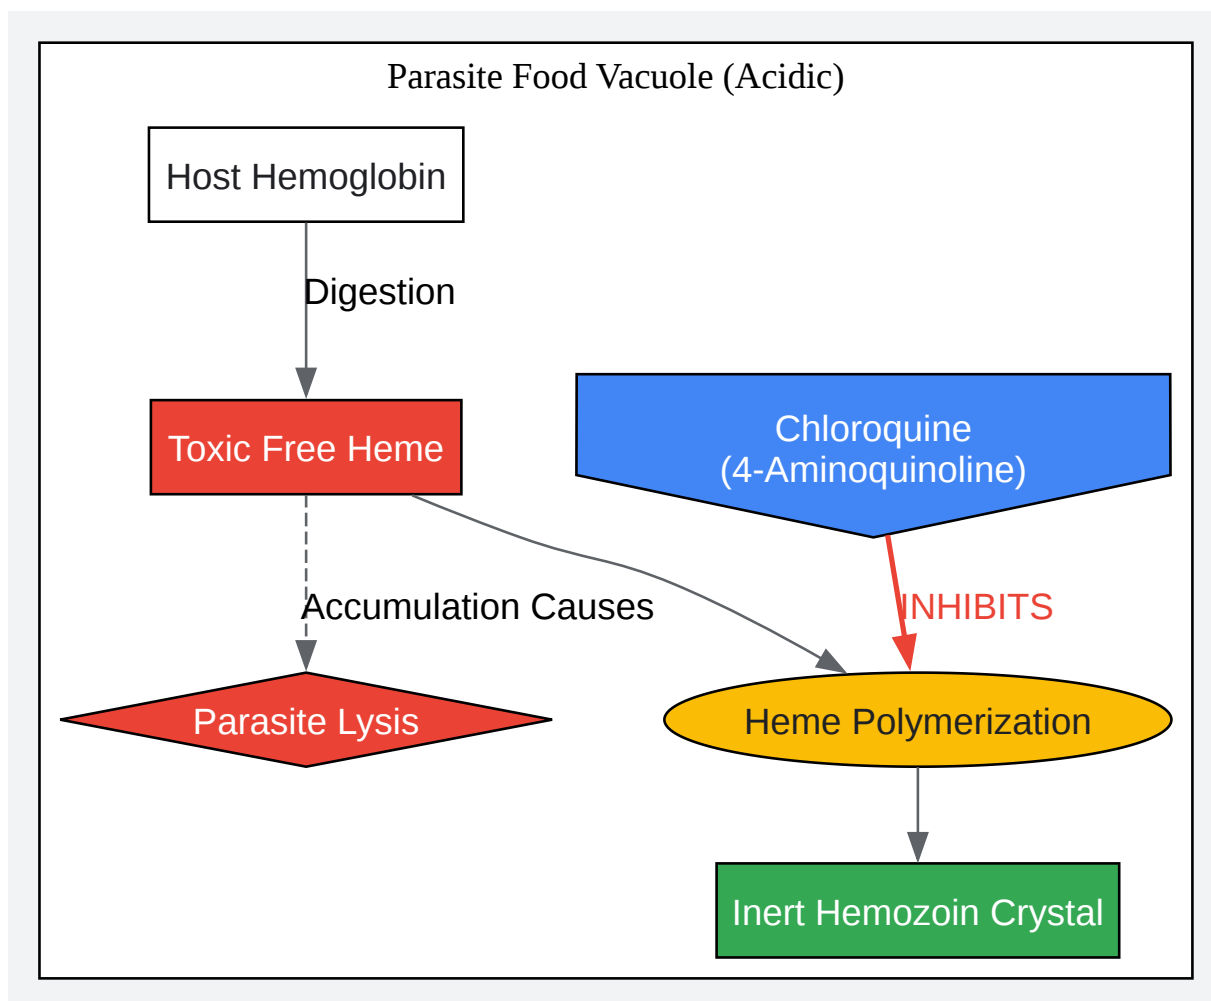 Parasite Food Vacuole (Acidic)
Host Hemoglobin
Digestion
Toxic Free Heme
Chloroquine
(4-Aminoquinoline)
Accumulation Causes
INHIBITS
Parasite Lysis
Heme Polymerization
Inert Hemozoin Crystal